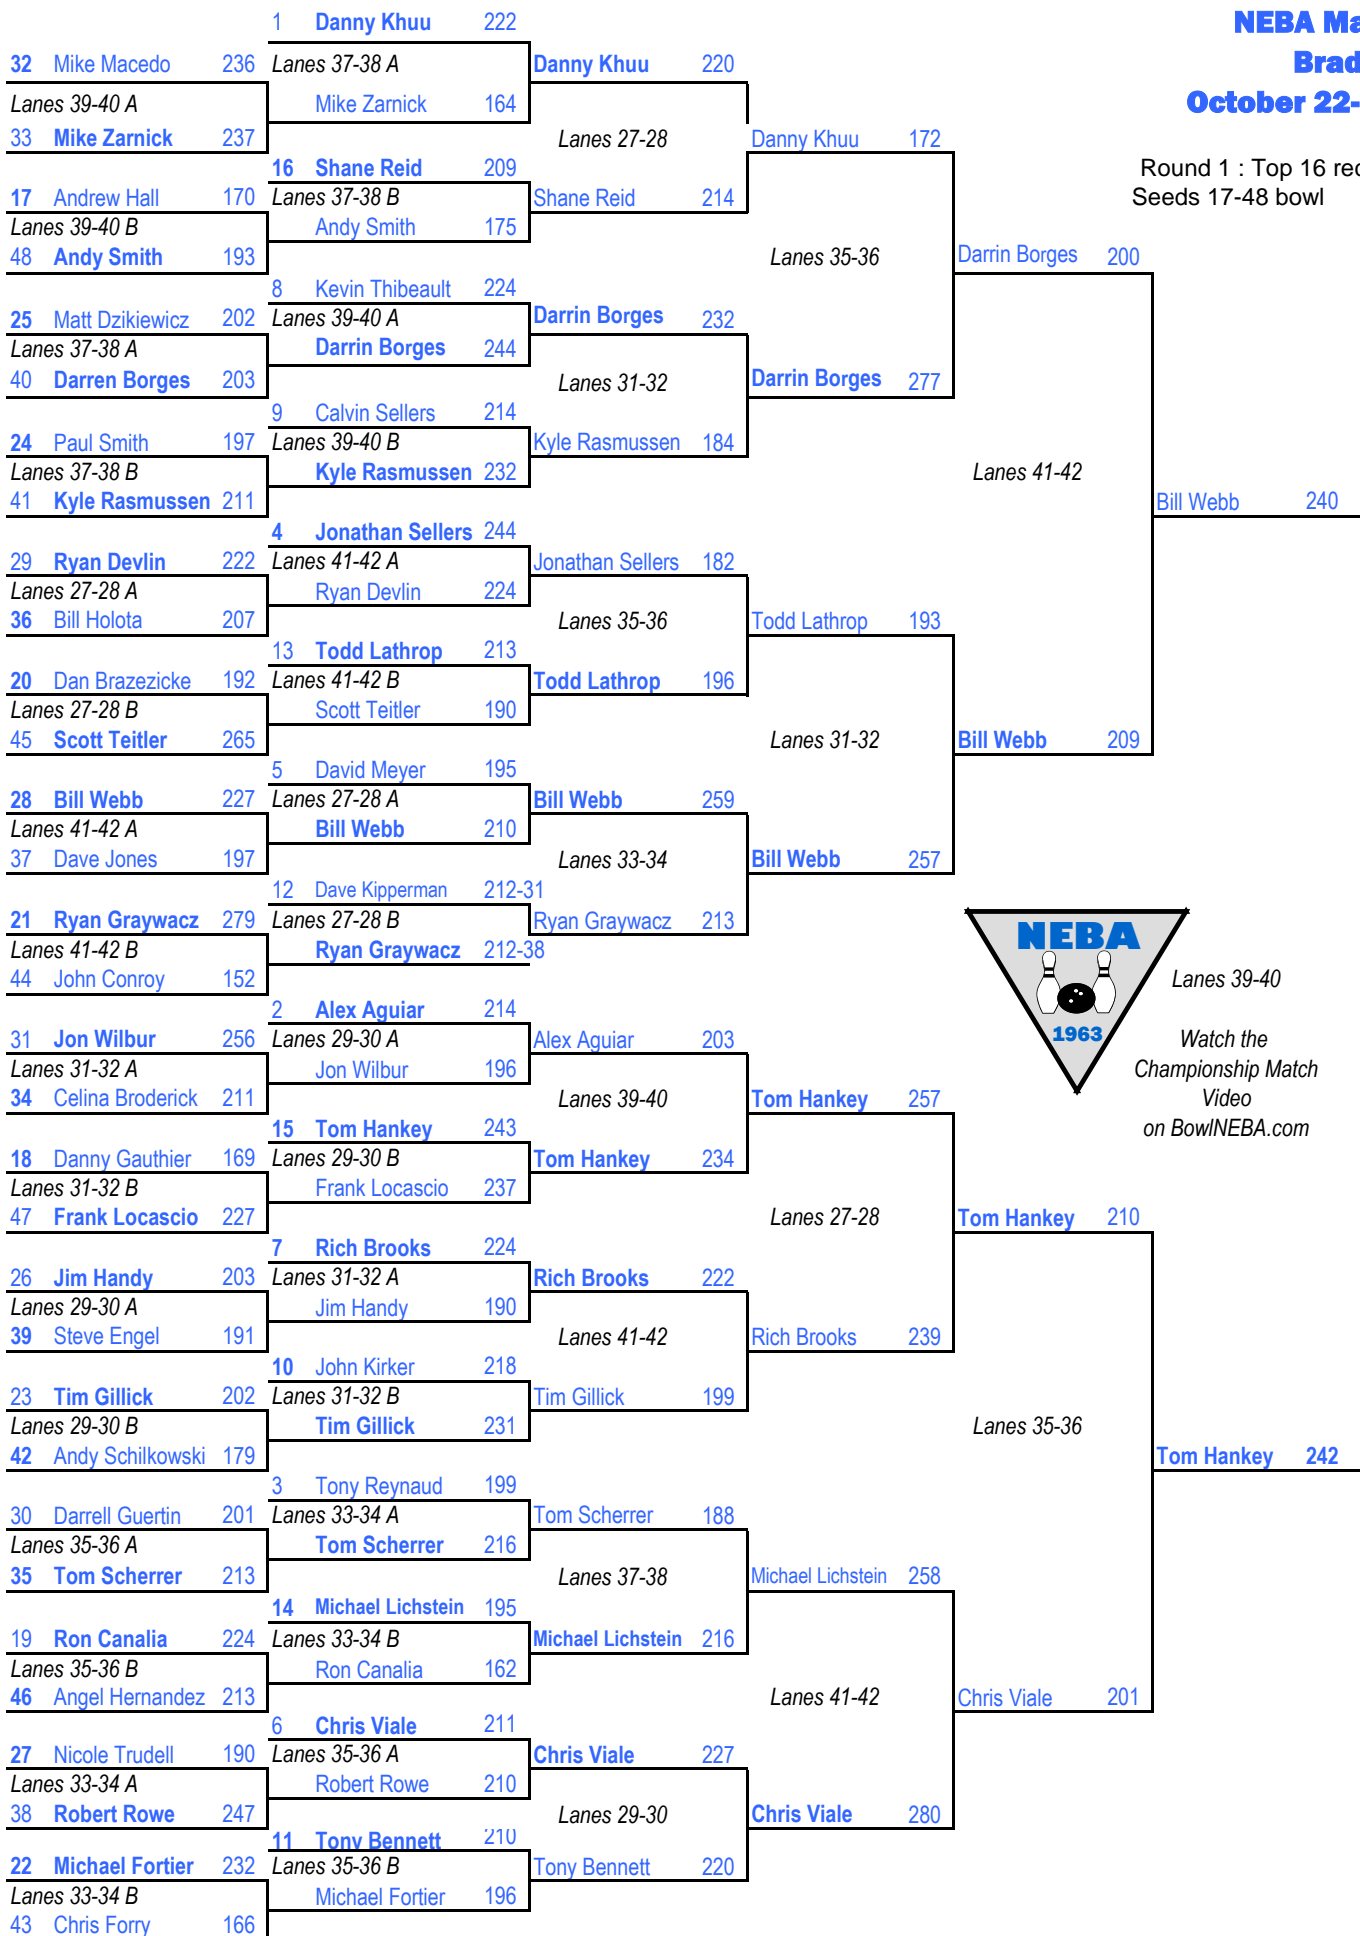 1 Danny Khuu 222
NEBA Ma
32 Mike Macedo 236 Lanes 37-38 A Danny Khuu 220
Brad
Lanes 39-40 A Mike Zarnick 164
October 22-
33 Mike Zarnick 237 Lanes 27-28 Danny Khuu 172
16 Shane Reid 209
Round 1 : Top 16 rec
17 Andrew Hall 170 Lanes 37-38 B Shane Reid 214
Seeds 17-48 bowl
Lanes 39-40 B Andy Smith 175
48 Andy Smith 193 Lanes 35-36 Darrin Borges 200
8 Kevin Thibeault 224
25 Matt Dzikiewicz 202 Lanes 39-40 A Darrin Borges 232
Lanes 37-38 A Darrin Borges 244
40 Darren Borges 203 Lanes 31-32 Darrin Borges 277
9 Calvin Sellers 214
24 Paul Smith 197 Lanes 39-40 B Kyle Rasmussen 184
Lanes 37-38 B Kyle Rasmussen 232 Lanes 41-42
41 Kyle Rasmussen 211 Bill Webb 240
4 Jonathan Sellers 244
29 Ryan Devlin 222 Lanes 41-42 A Jonathan Sellers 182
Lanes 27-28 A Ryan Devlin 224
36 Bill Holota 207 Lanes 35-36 Todd Lathrop 193
13 Todd Lathrop 213
20 Dan Brazezicke 192 Lanes 41-42 B Todd Lathrop 196
Lanes 27-28 B Scott Teitler 190
45 Scott Teitler 265 Lanes 31-32 Bill Webb 209
5 David Meyer 195
28 Bill Webb 227 Lanes 27-28 A Bill Webb 259
Lanes 41-42 A Bill Webb 210
37 Dave Jones 197 Lanes 33-34 Bill Webb 257
12 Dave Kipperman 212-31
21 Ryan Graywacz 279 Lanes 27-28 B Ryan Graywacz 213
NEBA
Lanes 41-42 B Ryan Graywacz 212-38
44 John Conroy 152 Lanes 39-40
2 Alex Aguiar 214
1963
31 Jon Wilbur 256 Lanes 29-30 A Alex Aguiar 203 Watch the
Lanes 31-32 A Jon Wilbur 196 Championship Match
34 Celina Broderick 211 Lanes 39-40 Tom Hankey 257 Video
15 Tom Hankey 243 on BowlNEBA.com
18 Danny Gauthier 169 Lanes 29-30 B Tom Hankey 234
Lanes 31-32 B Frank Locascio 237
47 Frank Locascio 227 Lanes 27-28 Tom Hankey 210
7 Rich Brooks 224
26 Jim Handy 203 Lanes 31-32 A Rich Brooks 222
Lanes 29-30 A Jim Handy 190
39 Steve Engel 191 Lanes 41-42 Rich Brooks 239
10 John Kirker 218
23 Tim Gillick 202 Lanes 31-32 B Tim Gillick 199
Lanes 29-30 B Tim Gillick 231 Lanes 35-36
42 Andy Schilkowski 179 Tom Hankey 242
3 Tony Reynaud 199
30 Darrell Guertin 201 Lanes 33-34 A Tom Scherrer 188
Lanes 35-36 A Tom Scherrer 216
35 Tom Scherrer 213 Lanes 37-38 Michael Lichstein 258
14 Michael Lichstein 195
19 Ron Canalia 224 Lanes 33-34 B Michael Lichstein 216
Lanes 35-36 B Ron Canalia 162
46 Angel Hernandez 213 Lanes 41-42 Chris Viale 201
6 Chris Viale 211
27 Nicole Trudell 190 Lanes 35-36 A Chris Viale 227
Lanes 33-34 A Robert Rowe 210
38 Robert Rowe 247 Lanes 29-30 Chris Viale 280
11 Tony Bennett 210
22 Michael Fortier 232 Lanes 35-36 B Tony Bennett 220
Lanes 33-34 B Michael Fortier 196
43 Chris Forry 166